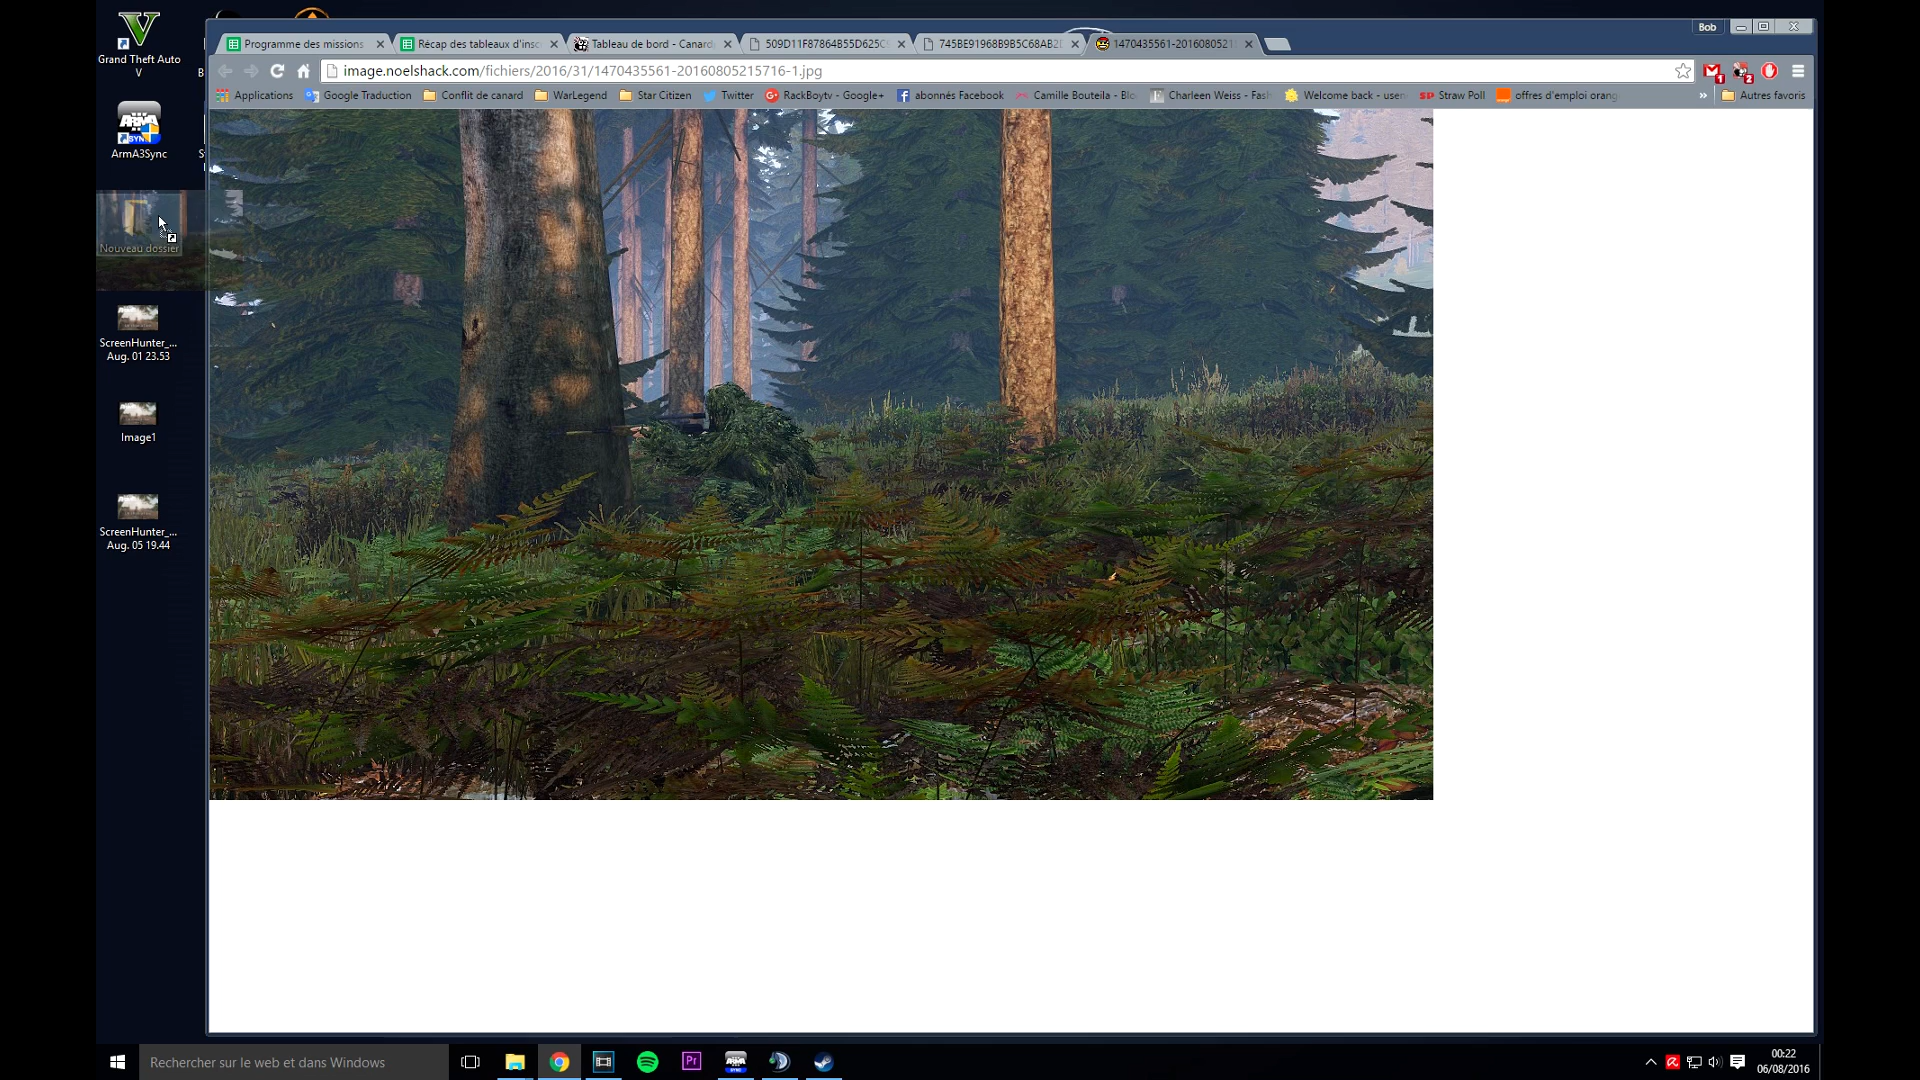 Grand Theft Auto
V
ArmA3Sync
Nouveau dossier
ScreenHunter_...
Aug. 01 23.53
Image1
ScreenHunter_...
Aug. 05 19.44
Bob
Programme des missions
Récap des tableaux d'insc
Tableau de bord - Canard
509D11F87864B55D625C
745BE91968B9B5C68AB2
1470435561-2016080521
image.noelshack.com/fichiers/2016/31/1470435561-20160805215716-1.jpg
Applications
Google Traduction
Conflit de canard
WarLegend
Star Citizen
Twitter
RackBoytv - Google+
abonnés Facebook
Camille Bouteila - Blo
Charleen Weiss - Fash
Welcome back - user
SP Straw Poll
offres d'emploi orang
»
Autres favoris
Rechercher sur le web et dans Windows
Pr
00:22
06/08/2016